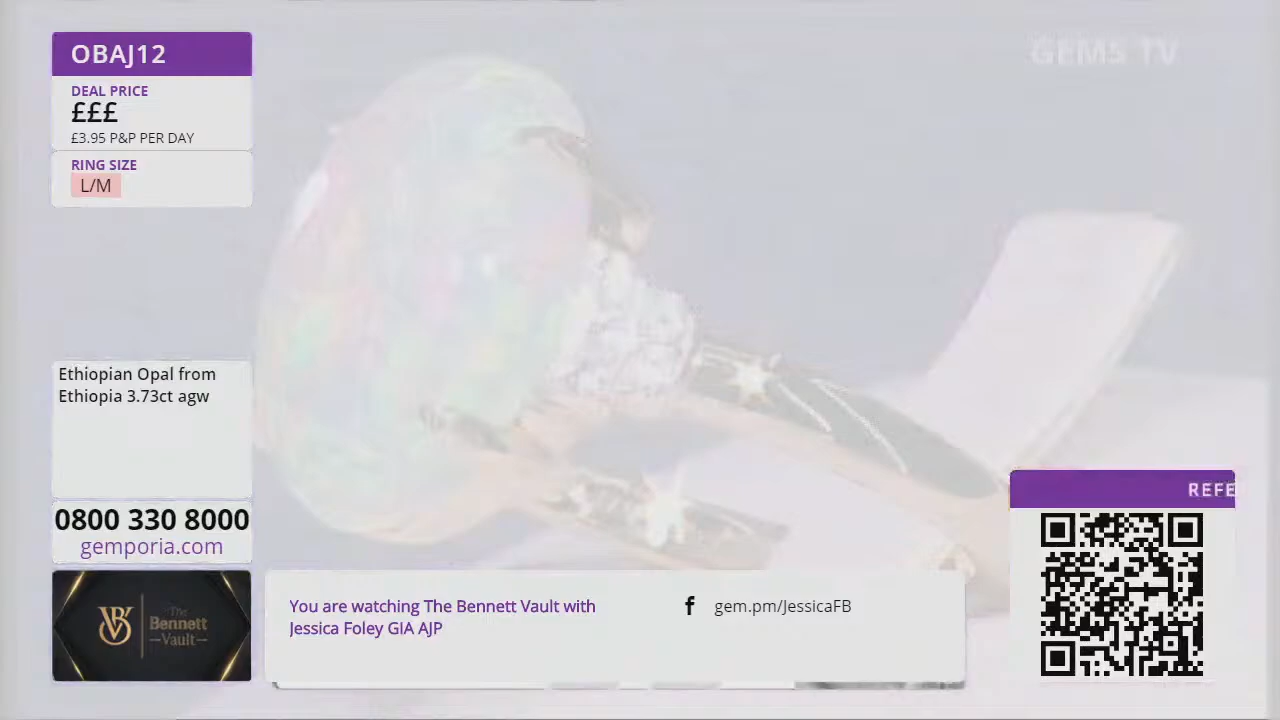 OBAJ12
DEAL PRICE
£££
£3.95 P&P PER DAY
RING SIZE
L/M
GEMS TV
Ethiopian Opal from
Ethiopia 3.73ct agw
0800 330 8000
gemporia.com
The
Bennett
Vault
You are watching The Bennett Vault with
Jessica Foley GIA AJP
gem.pm/JessicaFB
REFE